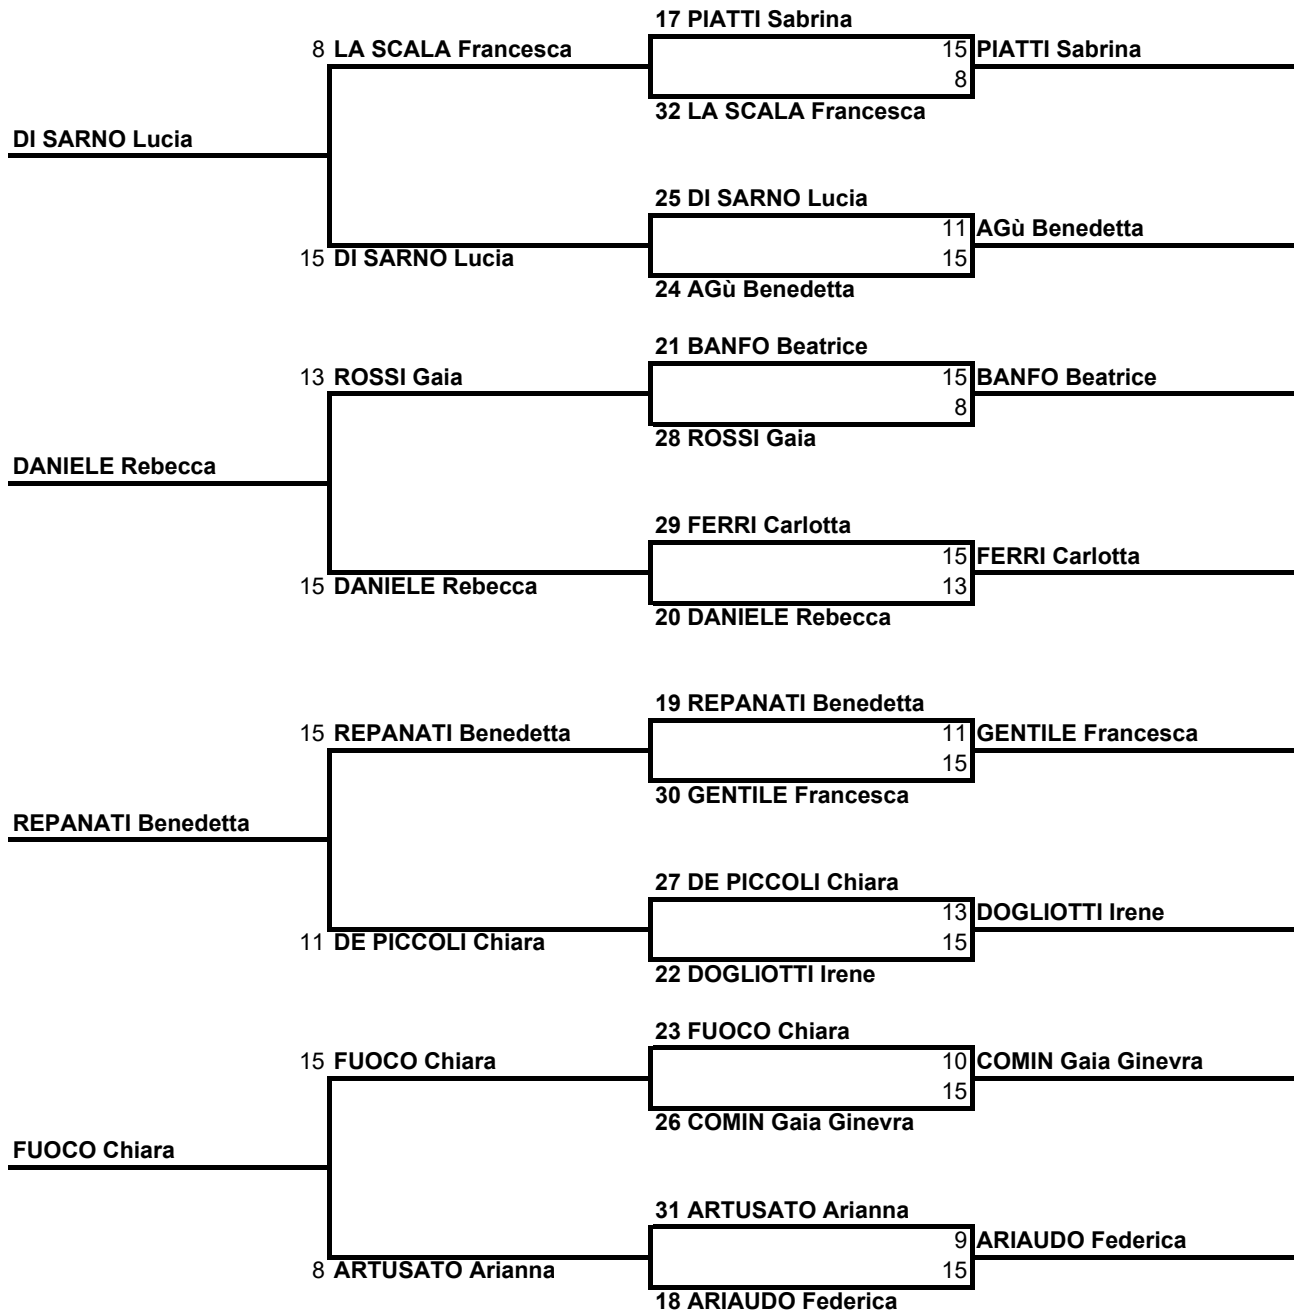 17 PIATTI Sabrina
8 LA SCALA Francesca
15 PIATTI Sabrina
8
32 LA SCALA Francesca
DI SARNO Lucia
25 DI SARNO Lucia
11 AGù Benedetta
15 DI SARNO Lucia
15
24 AGù Benedetta
21 BANFO Beatrice
13 ROSSI Gaia
15 BANFO Beatrice
8
28 ROSSI Gaia
DANIELE Rebecca
29 FERRI Carlotta
15 FERRI Carlotta
15 DANIELE Rebecca
13
20 DANIELE Rebecca
19 REPANATI Benedetta
15 REPANATI Benedetta
11 GENTILE Francesca
15
30 GENTILE Francesca
REPANATI Benedetta
27 DE PICCOLI Chiara
13 DOGLIOTTI Irene
11 DE PICCOLI Chiara
15
22 DOGLIOTTI Irene
23 FUOCO Chiara
15 FUOCO Chiara
10 COMIN Gaia Ginevra
15
26 COMIN Gaia Ginevra
FUOCO Chiara
31 ARTUSATO Arianna
9 ARIAUDO Federica
8 ARTUSATO Arianna
15
18 ARIAUDO Federica